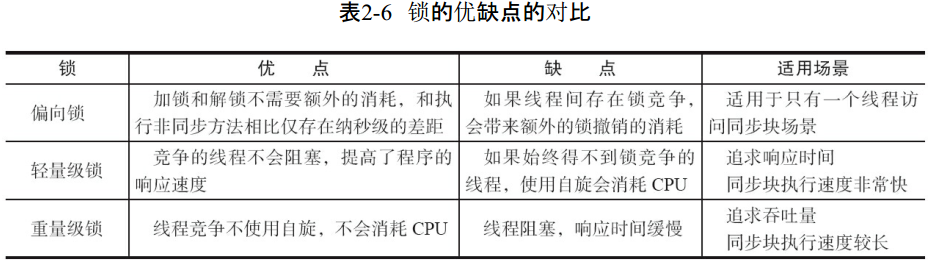 表2-6 锁的优缺点的对比
锁 优 点 缺 点 适用场景
偏向锁
加锁和解锁不需要额外的消耗，和执
行非同步方法相比仅存在纳秒级的差距
如果线程间存在锁竞争，
会带来额外的锁撤销的消耗
适用于只有一个线程访
问同步块场景
轻量级锁
竞争的线程不会阻塞，提高了程序的
响应速度
如果始终得不到锁竞争的
线程，使用自旋会消耗 CPU
追求响应时间
同步块执行速度非常快
重量级锁
线程竞争不使用自旋，不会消耗 CPU
线程阻塞，响应时间缓慢
追求吞吐量
同步块执行速度较长